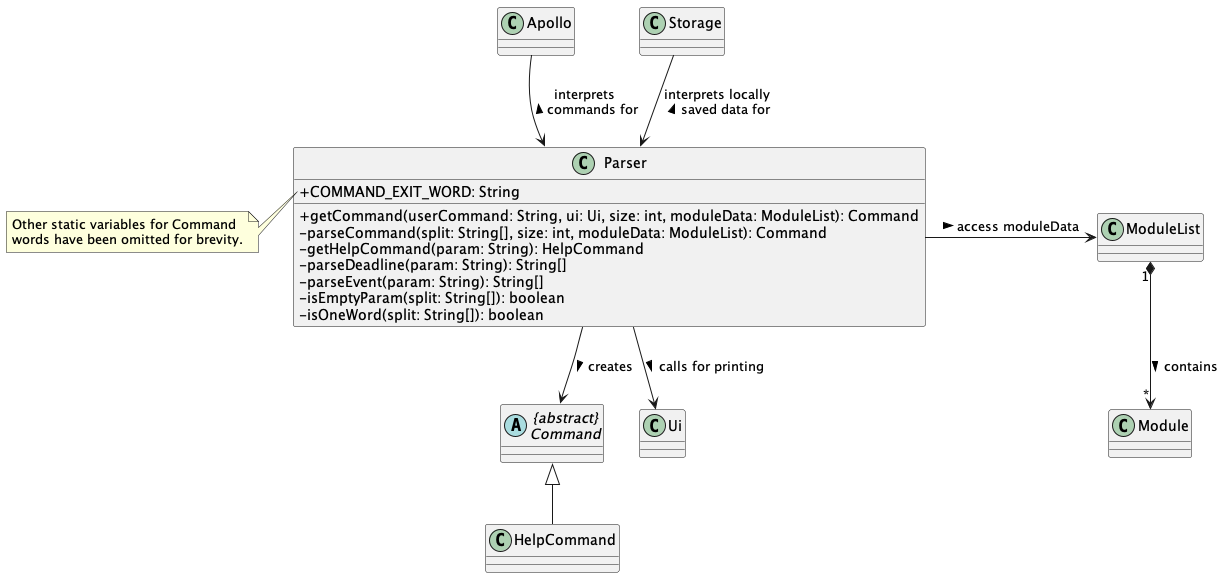 C Apollo
C Storage
interprets
commands for
interprets locally
saved data for
C Parser
+COMMAND_EXIT_WORD: String
+getCommand(userCommand: String, ui: Ui, size: int, moduleData: ModuleList): Command
−parseCommand(split: String[], size: int, moduleData: ModuleList): Command
−getHelpCommand(param: String): HelpCommand
−parseDeadline(param: String): String[]
−parseEvent(param: String): String[]
−isEmptyParam(split: String[]): boolean
−isOneWord(split: String[]): boolean
Other static variables for Command
words have been omitted for brevity.
access moduleData
C ModuleList
1
creates
calls for printing
contains
*
A {abstract}
Command
C Ui
C Module
C HelpCommand